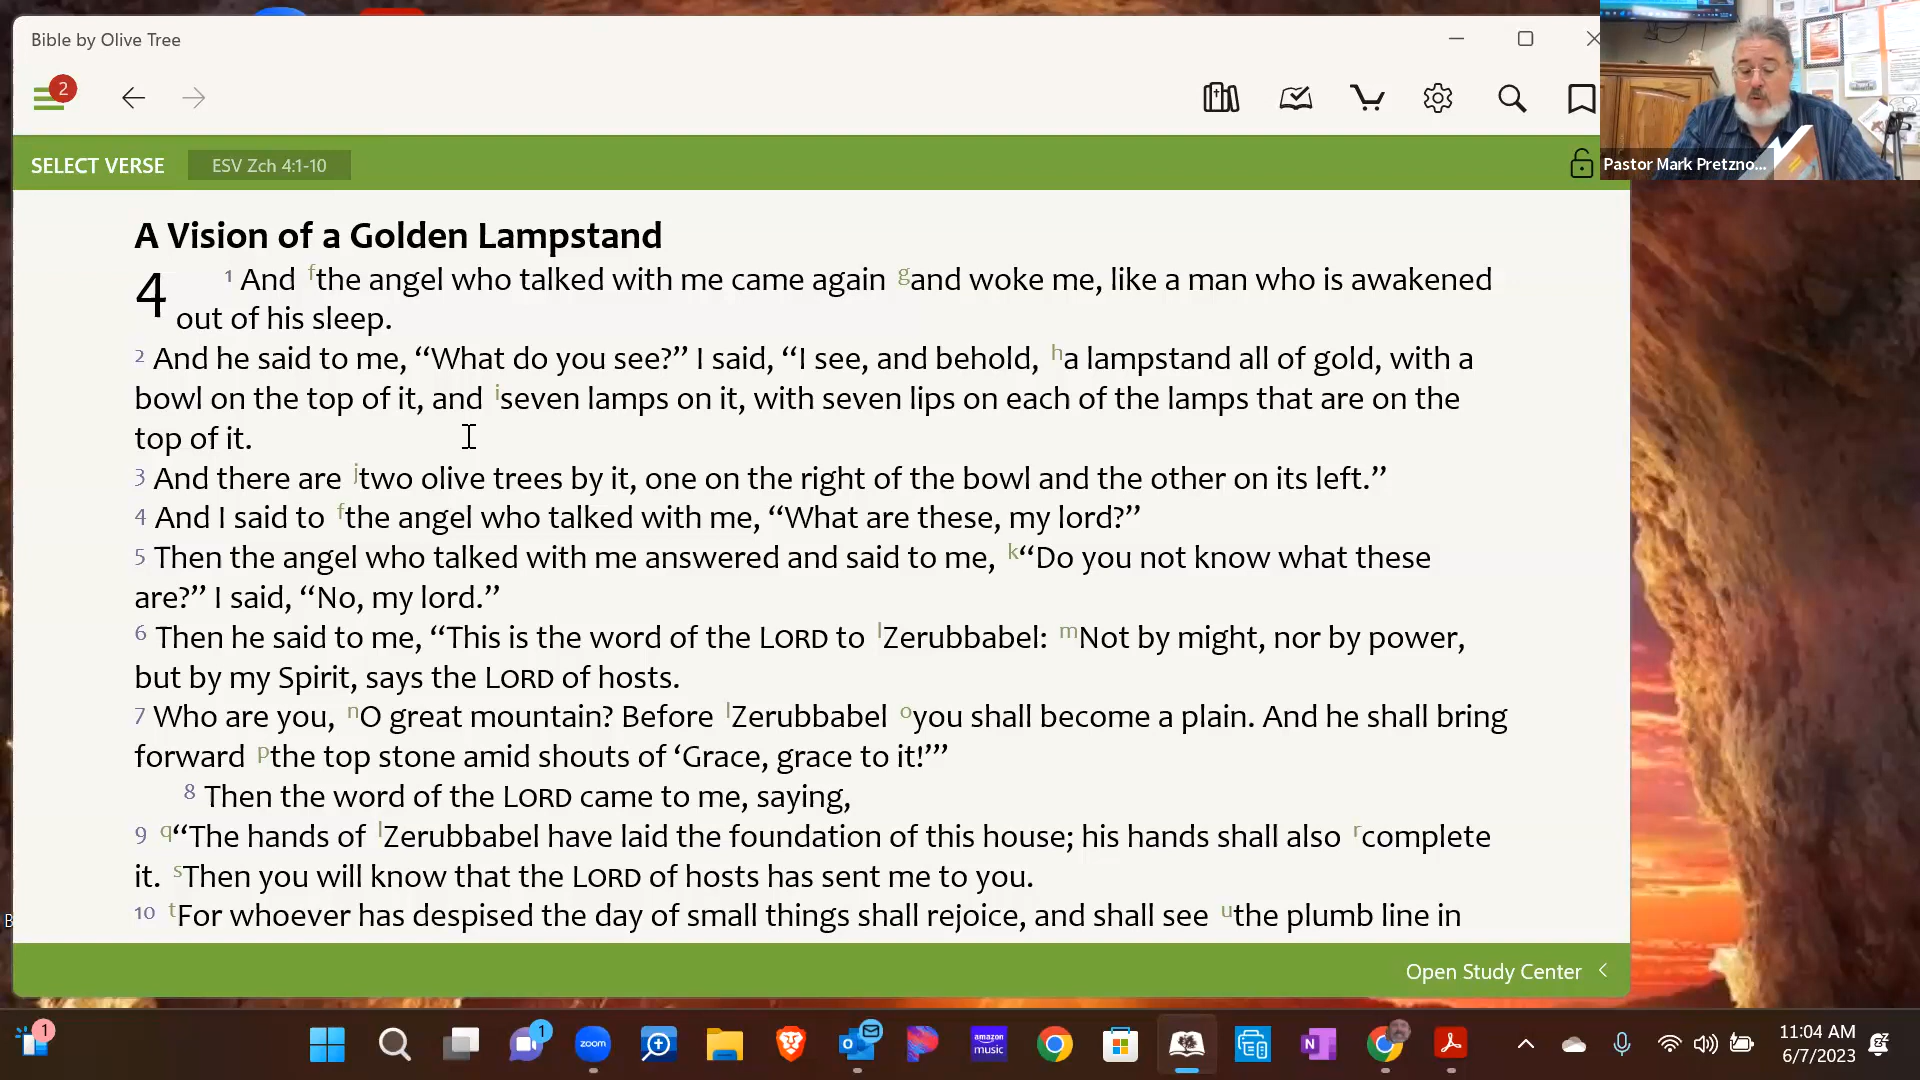 Bible by Olive Tree
2
SELECT VERSE
ESV Zch 4:1-10
Pastor Mark Pretzno...
A Vision of a Golden Lampstand
4 1 And fthe angel who talked with me came again gand woke me, like a man who is awakened
out of his sleep.
2 And he said to me, “What do you see?” I said, “I see, and behold, ha lampstand all of gold, with a
bowl on the top of it, and iseven lamps on it, with seven lips on each of the lamps that are on the
top of it.
3 And there are jtwo olive trees by it, one on the right of the bowl and the other on its left.”
4 And I said to fthe angel who talked with me, “What are these, my lord?”
5 Then the angel who talked with me answered and said to me, k“Do you not know what these
are?” I said, “No, my lord.”
6 Then he said to me, “This is the word of the LORD to lZerubbabel: mNot by might, nor by power,
but by my Spirit, says the LORD of hosts.
7 Who are you, nO great mountain? Before lZerubbabel oyou shall become a plain. And he shall bring
forward pthe top stone amid shouts of ‘Grace, grace to it!’”
8 Then the word of the LORD came to me, saying,
9 q“The hands of lZerubbabel have laid the foundation of this house; his hands shall also rcomplete
it. sThen you will know that the LORD of hosts has sent me to you.
10 tFor whoever has despised the day of small things shall rejoice, and shall see uthe plumb line in
B
Open Study Center
1
1
zoom
amazon
music
N
11:04 AM
6/7/2023